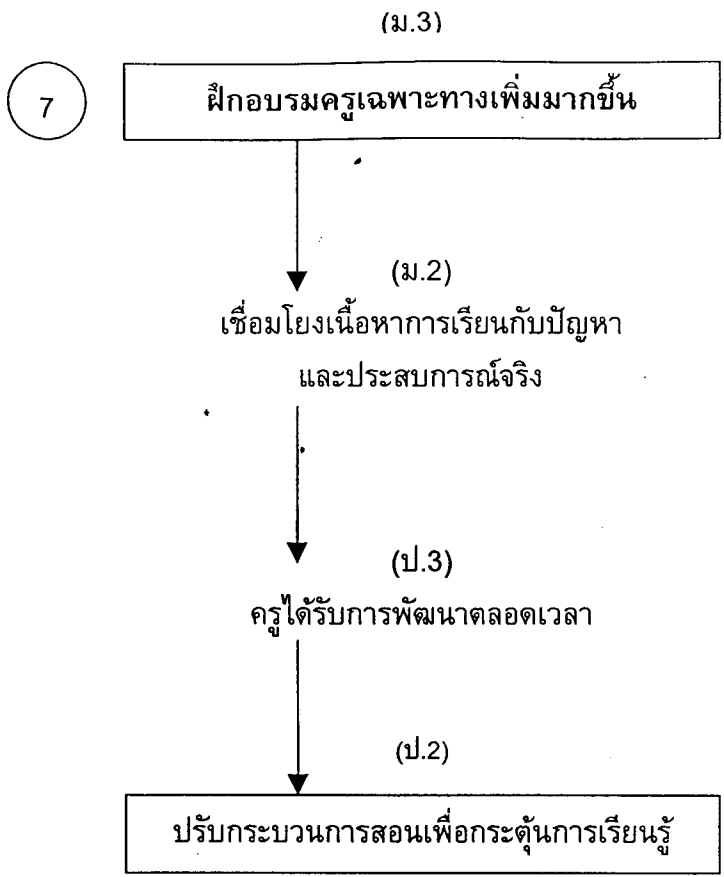 (ม.3)
7
ฝึกอบรมครูเฉพาะทางเพิ่มมากขึ้น
(ม.2)
เชื่อมโยงเนื้อหาการเรียนกับปัญหา
และประสบการณ์จริง
(ป.3)
ครูได้รับการพัฒนาตลอดเวลา
(ป.2)
ปรับกระบวนการสอนเพื่อกระตุ้นการเรียนรู้